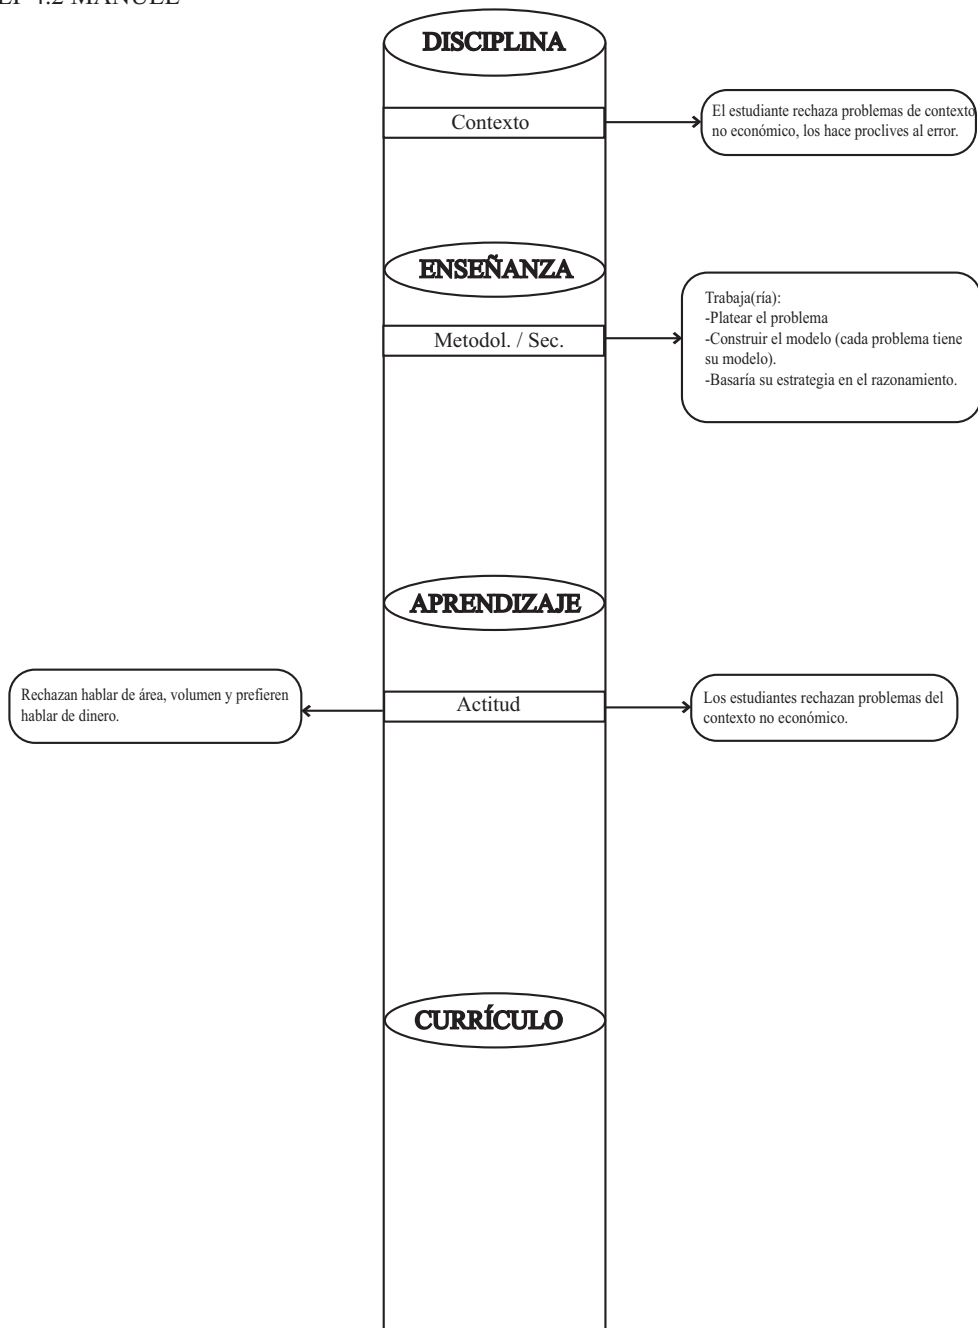 4.2 MANUEL
DISCIPLINA
Contexto
El estudiante rechaza problemas de contexto
no económico, los hace proclives al error.
ENSEÑANZA
Metodol. / Sec.
Trabaja(ría):
-Platear el problema
-Construir el modelo (cada problema tiene
su modelo).
-Basaría su estrategia en el razonamiento.
APRENDIZAJE
Rechazan hablar de área, volumen y prefieren
hablar de dinero.
Actitud
Los estudiantes rechazan problemas del
contexto no económico.
CURRÍCULO